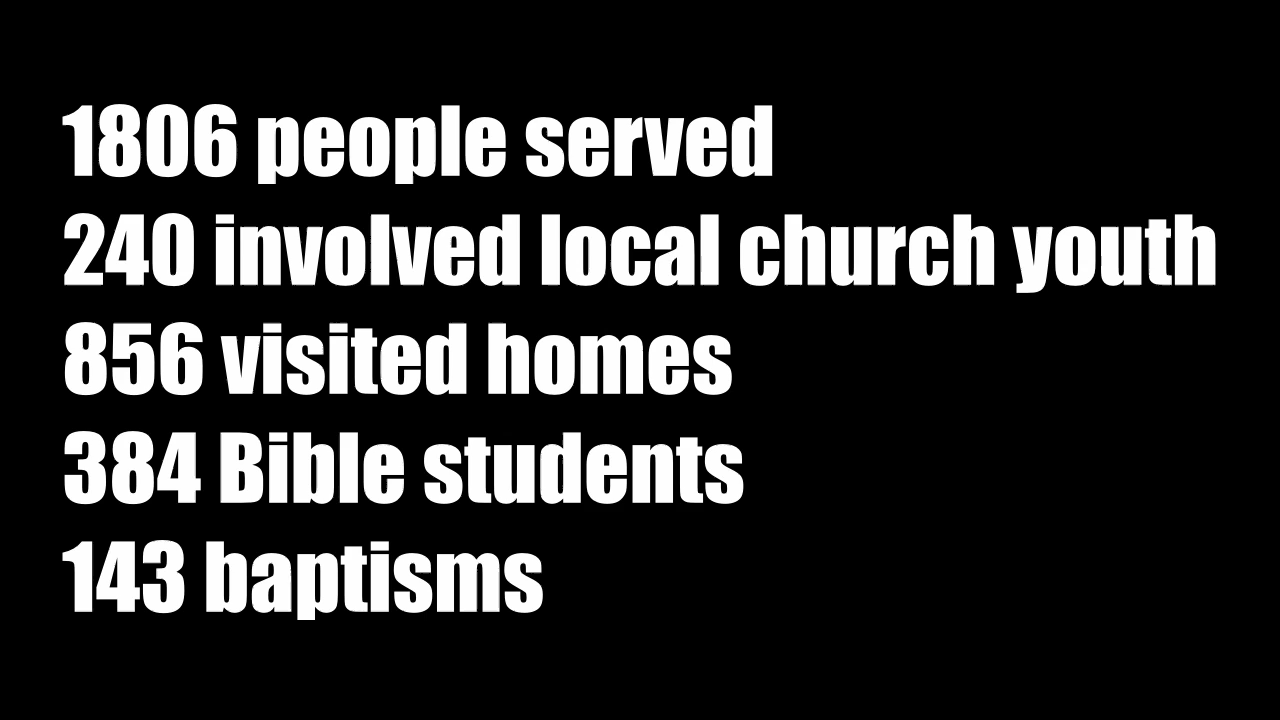 1806 people served
240 involved local church youth
856 visited homes
384 Bible students
143 baptisms